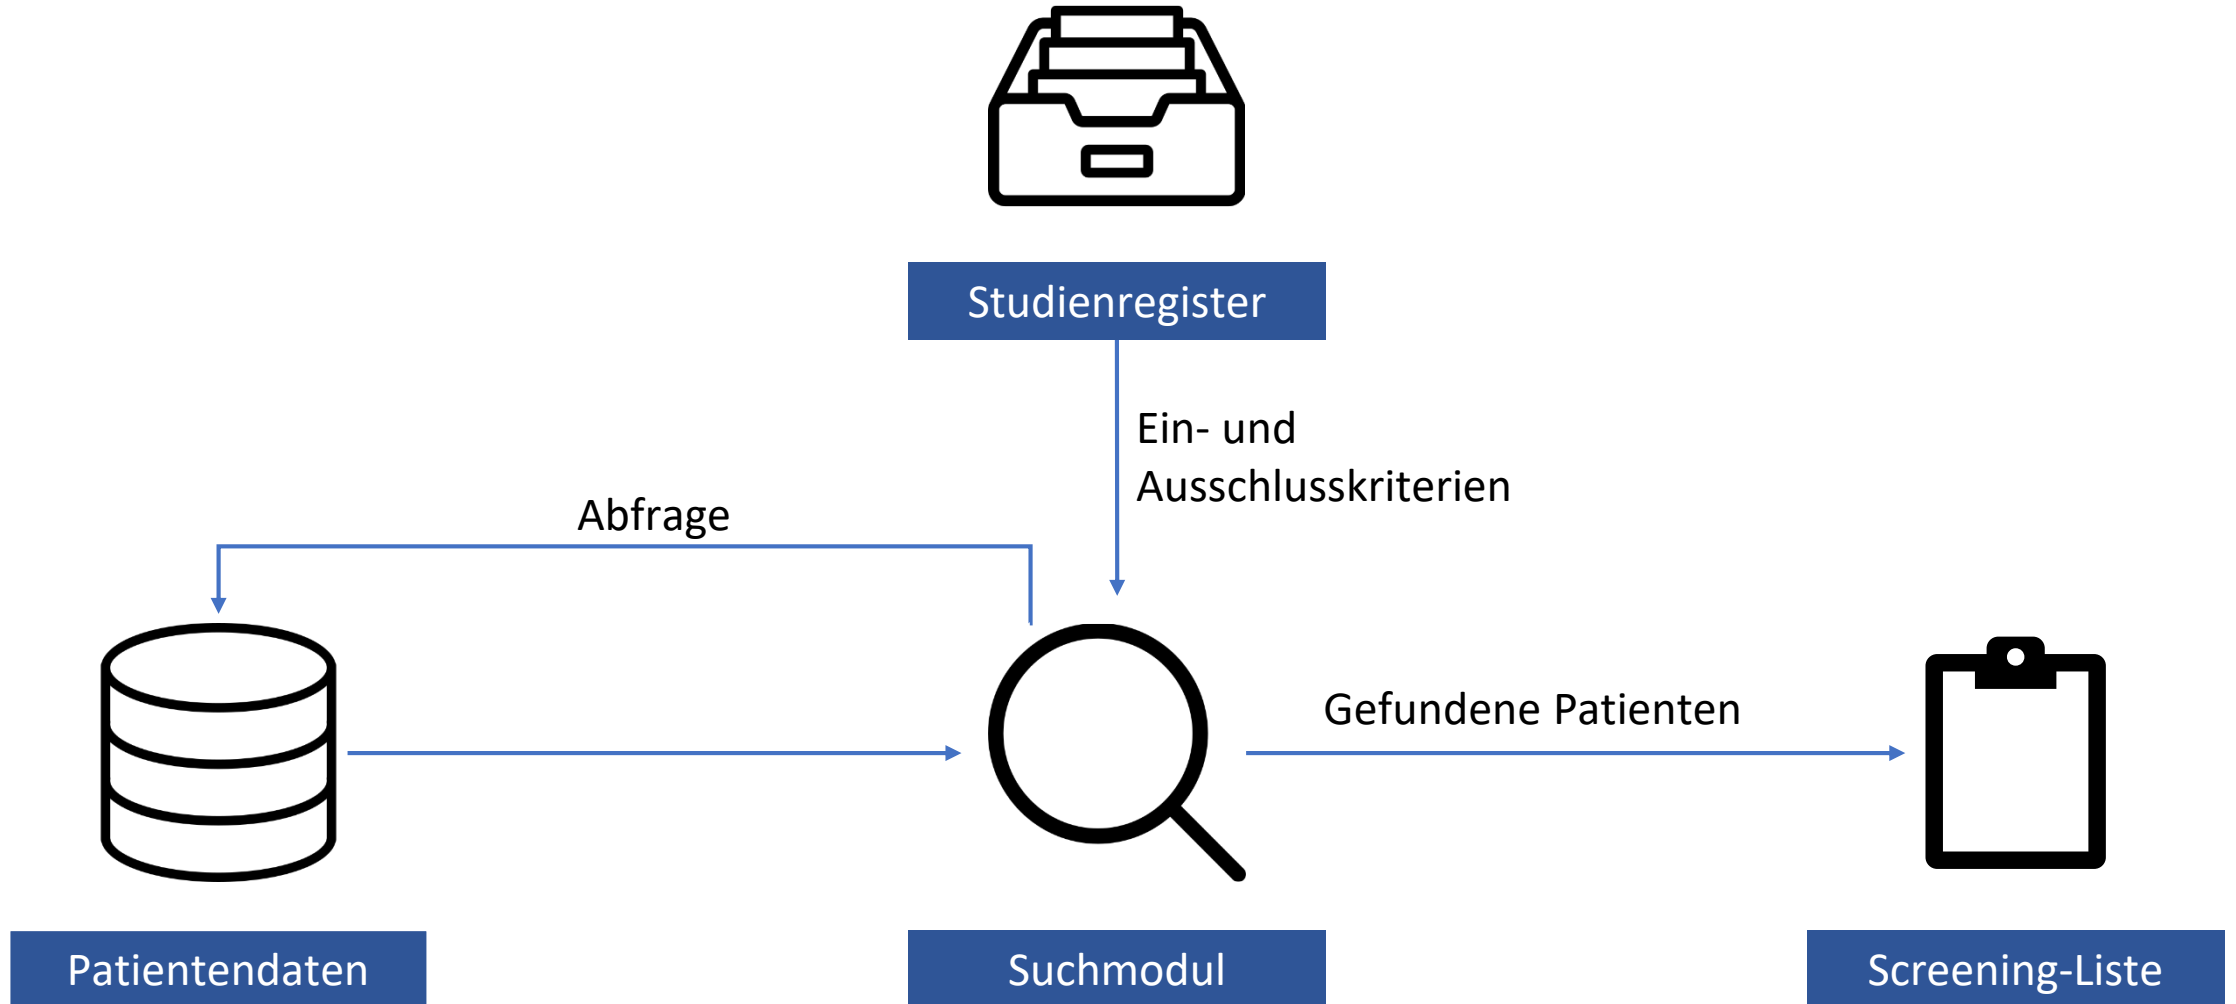 Studienregister
Ein- und
Ausschlusskriterien
Abfrage
Gefundene Patienten
Patientendaten
Suchmodul
Screening-Liste